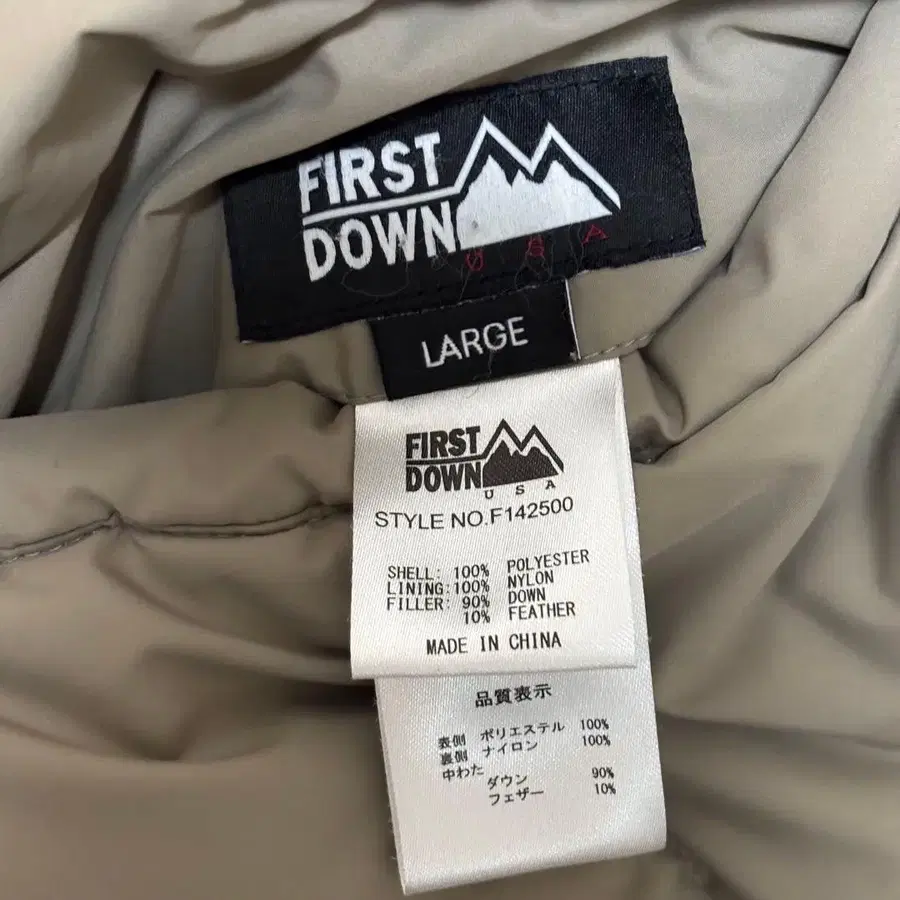 FIRST
DOWN
USA
LARGE
FIRST
DOWN
USA
STYLE NO.F142500
SHELL: 100% POLYESTER
LINING:100% NYLON
FILLER: 90% DOWN
10% FEATHER
MADE IN CHINA
品質表示
表側 ポリエステル 100%
裏側 ナイロン 100%
中わた
ダウン 90%
フェザー 10%